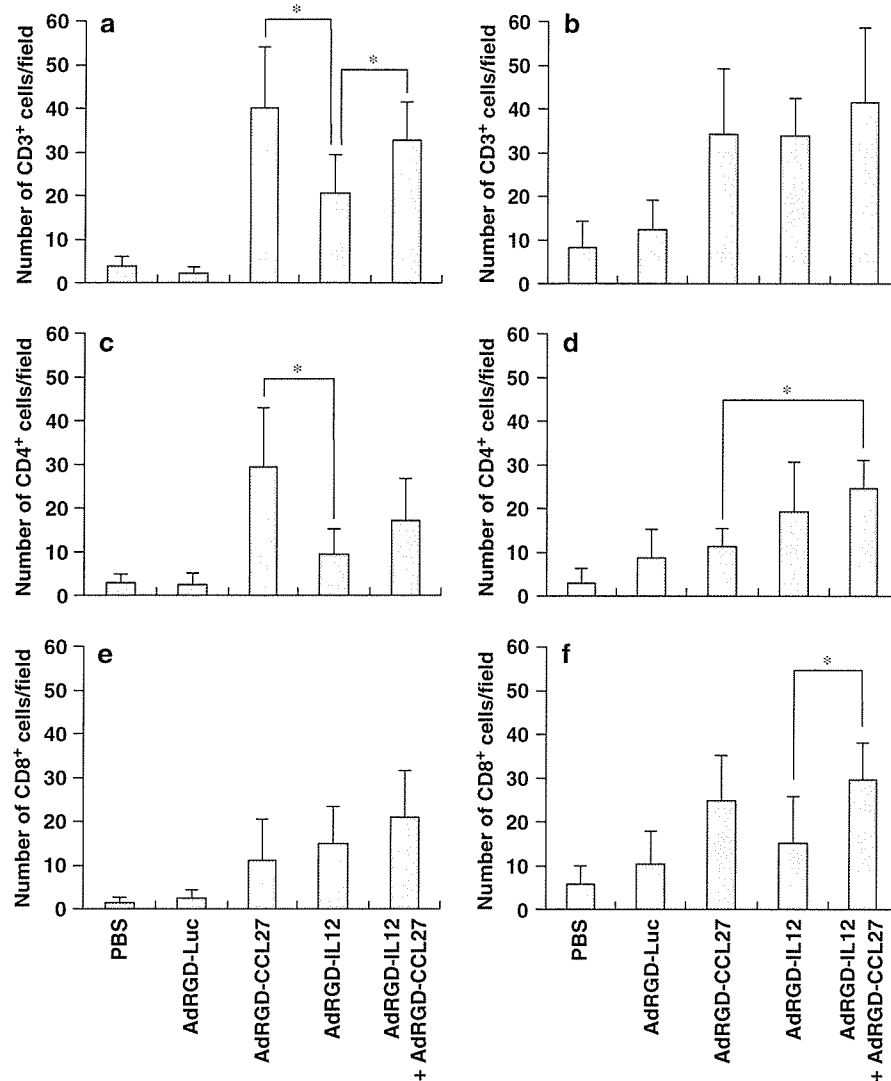 a
Number of CD3+ cells/field
60
50
40
30
20
10
0
*
*
b
Number of CD3+ cells/field
60
50
40
30
20
10
0
c
Number of CD4+ cells/field
60
50
40
30
20
10
0
*
d
Number of CD4+ cells/field
60
50
40
30
20
10
0
*
e
Number of CD8+ cells/field
60
50
40
30
20
10
0
PBS
AdRGD-Luc
AdRGD-CCL27
AdRGD-IL12
AdRGD-IL12
+ AdRGD-CCL27
f
Number of CD8+ cells/field
60
50
40
30
20
10
0
*
PBS
AdRGD-Luc
AdRGD-CCL27
AdRGD-IL12
AdRGD-IL12
+ AdRGD-CCL27